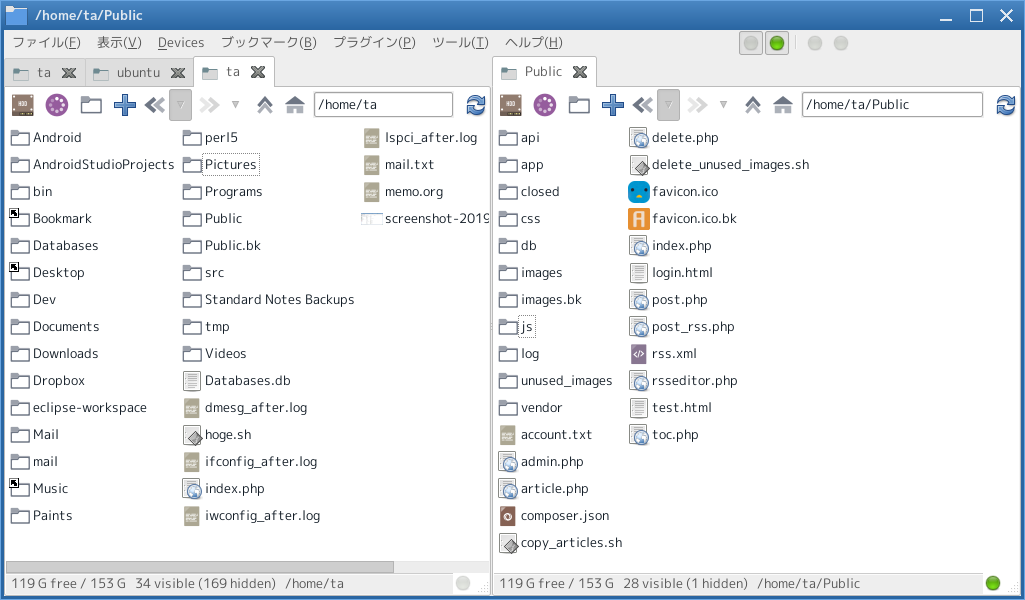 /home/ta/Public
ファイル(F) 表示(V) Devices ブックマーク(B) プラグイン(P) ツール(T) ヘルプ(H)
ta ubuntu ta
/home/ta
Android
AndroidStudioProjects
bin
Bookmark
Databases
Desktop
Dev
Documents
Downloads
Dropbox
eclipse-workspace
Mail
mail
Music
Paints
perl5
Pictures
Programs
Public
Public.bk
src
Standard Notes Backups
tmp
Videos
Databases.db
dmesg_after.log
hoge.sh
ifconfig_after.log
index.php
iwconfig_after.log
lspci_after.log
mail.txt
memo.org
screenshot-2019
119 G free / 153 G 34 visible (169 hidden) /home/ta
Public
/home/ta/Public
api
app
closed
css
db
images
images.bk
js
log
unused_images
vendor
account.txt
admin.php
article.php
composer.json
copy_articles.sh
delete.php
delete_unused_images.sh
favicon.ico
favicon.ico.bk
index.php
login.html
post.php
post_rss.php
rss.xml
rsseditor.php
test.html
toc.php
119 G free / 153 G 28 visible (1 hidden) /home/ta/Public